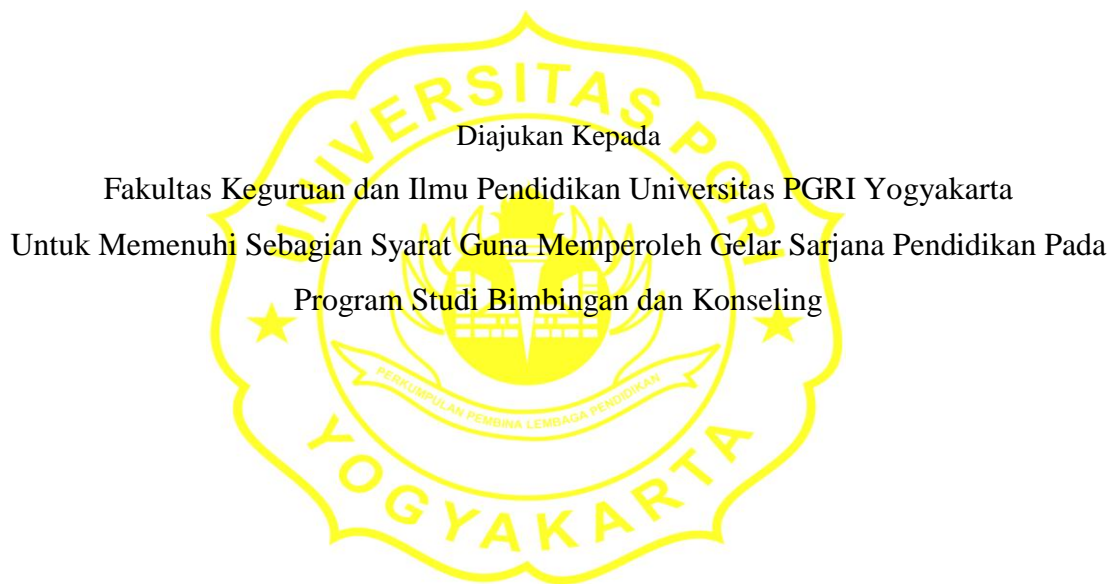 UNIVERSITAS PGRI
Diajukan Kepada
Fakultas Keguruan dan Ilmu Pendidikan Universitas PGRI Yogyakarta
Untuk Memenuhi Sebagian Syarat Guna Memperoleh Gelar Sarjana Pendidikan Pada
Program Studi Bimbingan dan Konseling
PERKUMPULAN PEMBINA LEMBAGA PENDIDIKAN
YOGYAKARTA